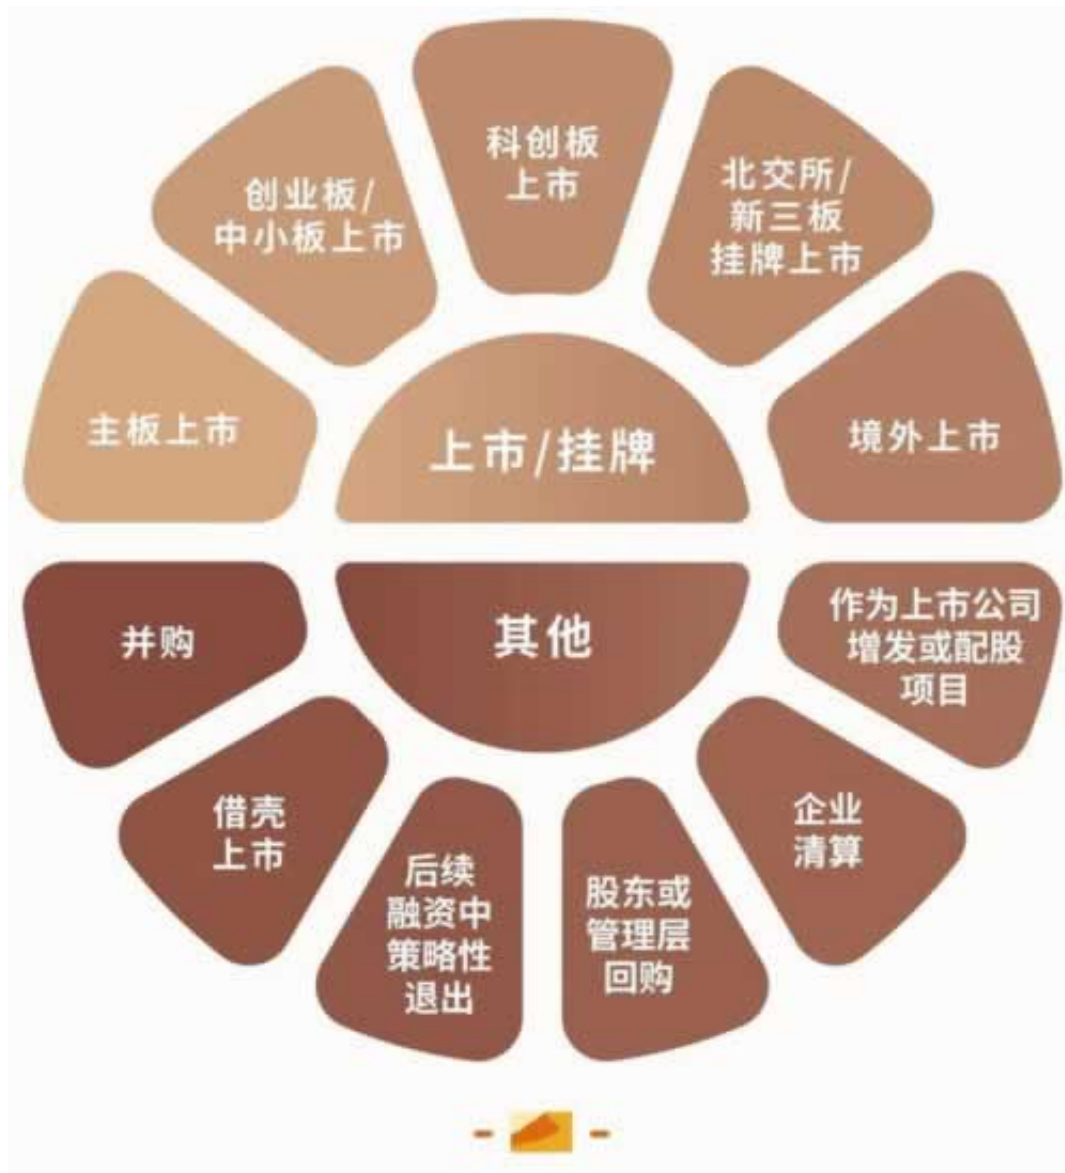 科创板
上市
创业板/
中小板上市
北交所/
新三板
挂牌上市
主板上市
上市/挂牌
境外上市
并购
其他
作为上市公司
增发或配股
项目
借壳
上市
企业
清算
后续
融资中
策略性
退出
股东或
管理层
回购